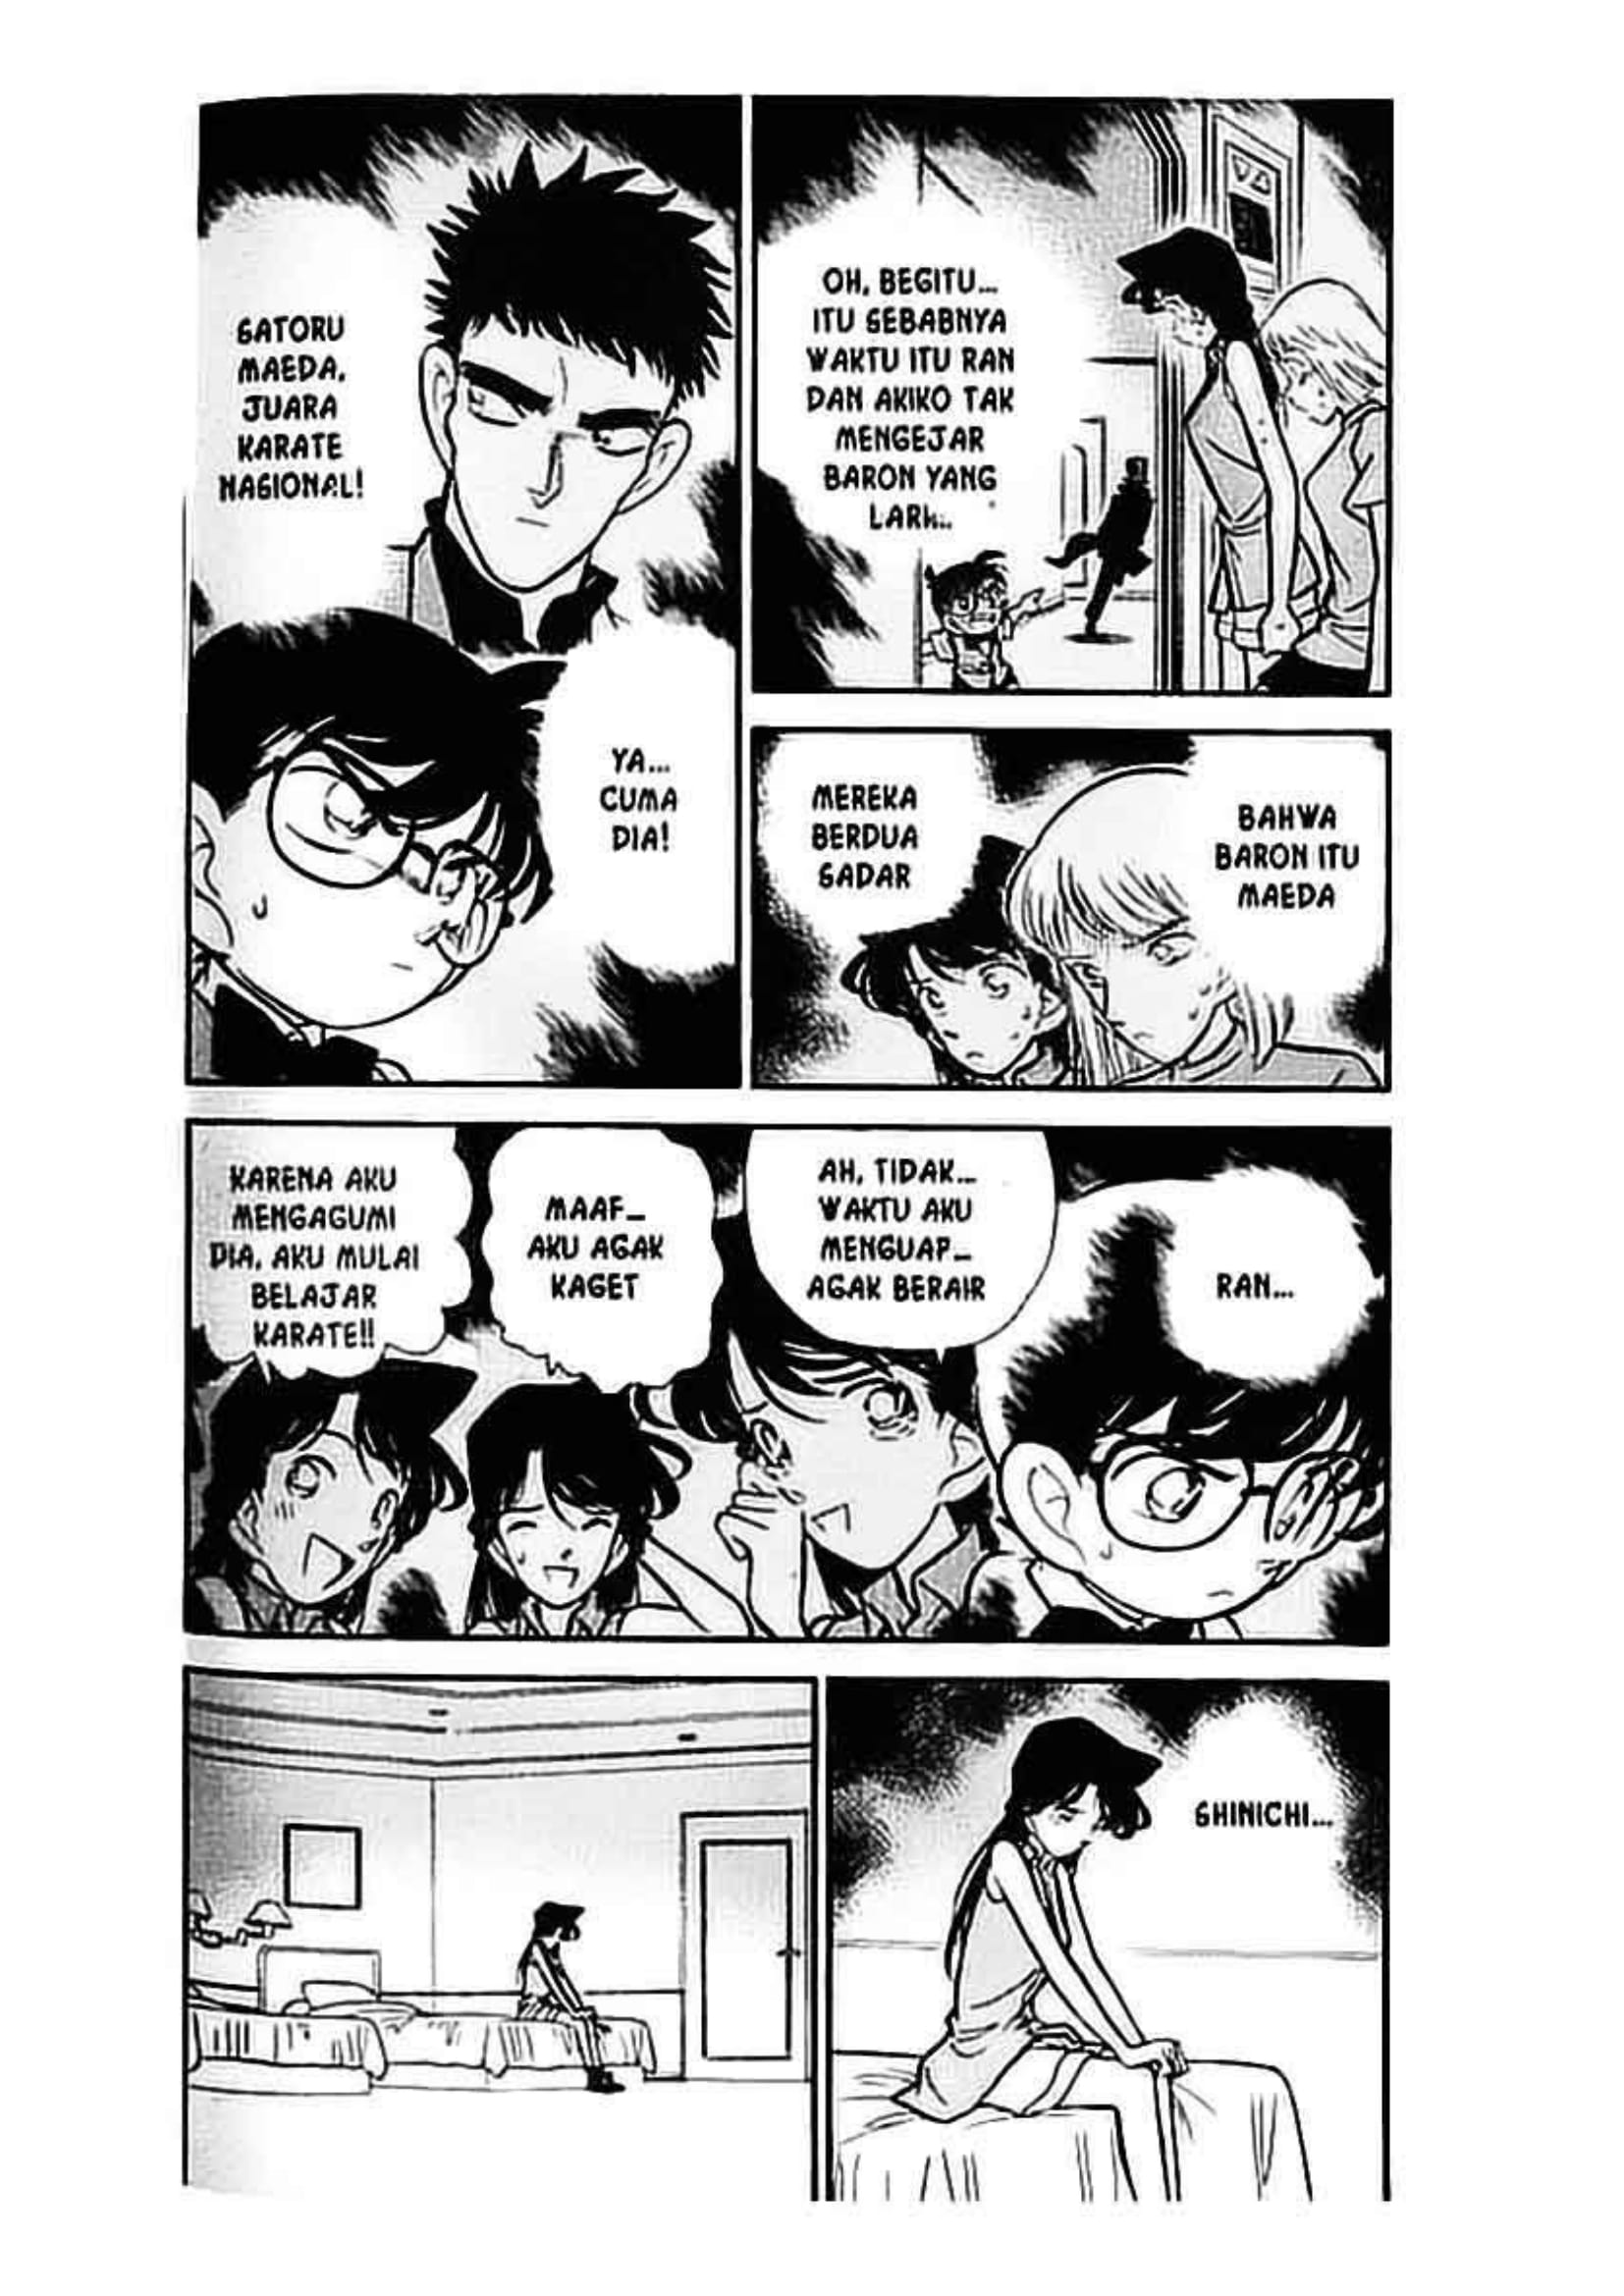 OH, BEGITU...
ITU SEBABNYA
WAKTU ITU RAN
DAN AKIKO TAK
MENGEJAR
BARON YANG
LARI...
MEREKA
BERDUA
SADAR
BAHWA
BARON ITU
MAEDA
SATORU
MAEDA,
JUARA
KARATE
NASIONAL!
YA...
CUMA
DIA!
RAN...
AH, TIDAK...
WAKTU AKU
MENGUAP...
AGAK BERAIR
MAAF...
AKU AGAK
KAGET
KARENA AKU
MENGAGUMI
DIA, AKU MULAI
BELAJAR
KARATE!!
SHINICHI...